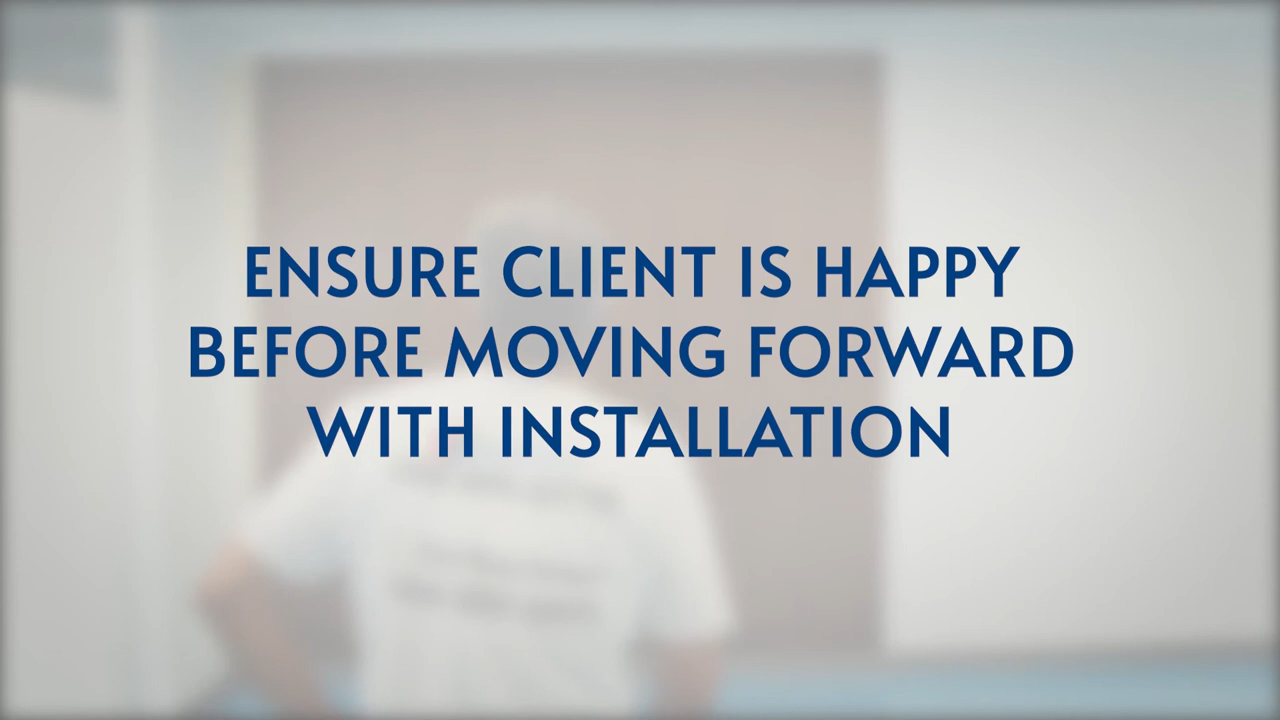 ENSURE CLIENT IS HAPPY
BEFORE MOVING FORWARD
WITH INSTALLATION